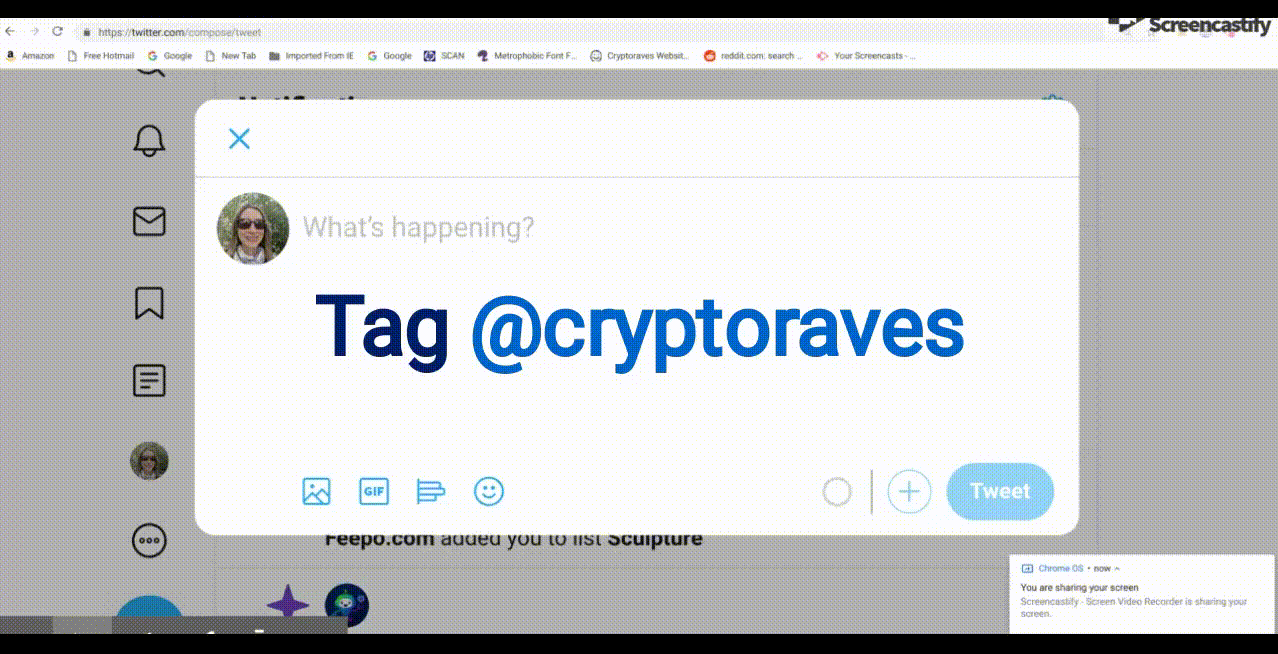 Screencastify
https://twitter.com/compose/tweet
Amazon Free Hotmail Google New Tab Imported From IE Google SCAN Metrophobic Font F... Cryptoraves Websit... reddit.com: search ... Your Screencasts - ...
What's happening?
Tag @cryptoraves
GIF
Tweet
Feepo.com added you to list Sculpture
Chrome OS • now
You are sharing your screen
Screencastify - Screen Video Recorder is sharing your
screen.